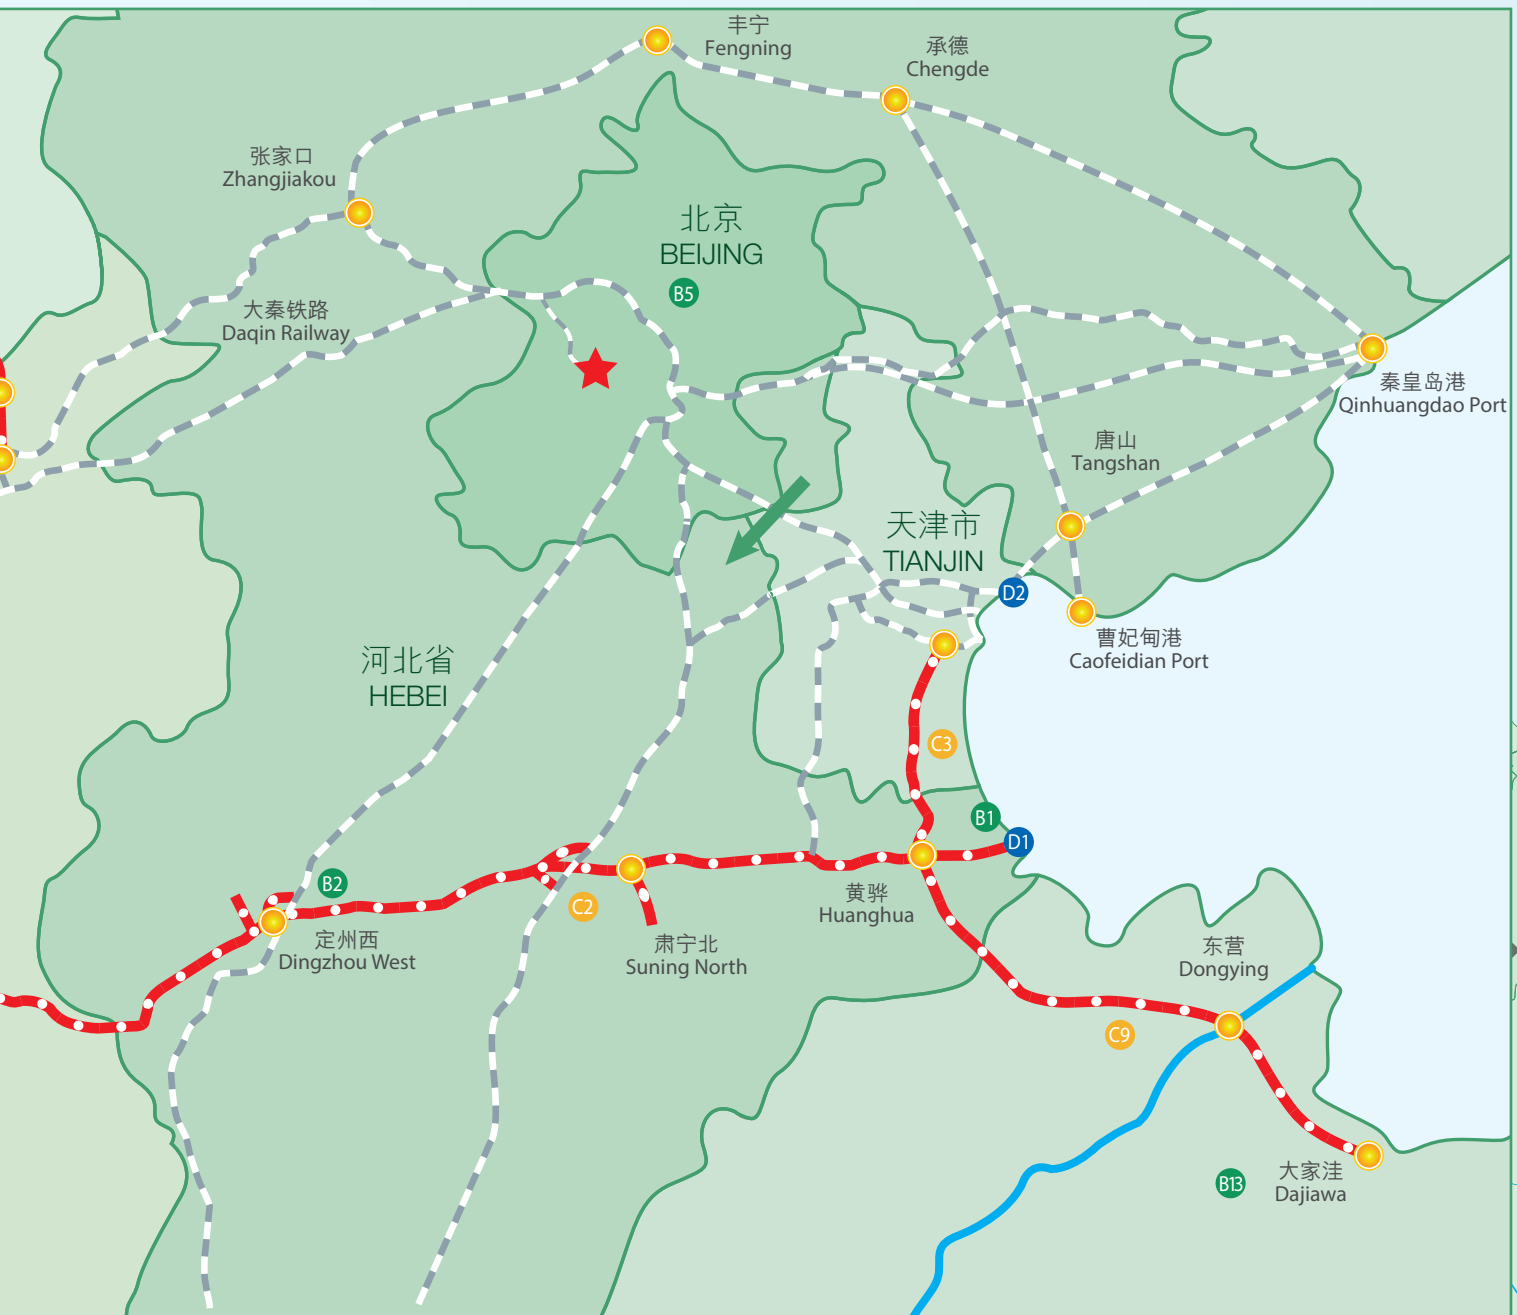 丰宁
Fengning
承德
Chengde
张家口
Zhangjiakou
北京
BEIJING
B5
大秦铁路
Daqin Railway
秦皇岛港
Qinhuangdao Port
唐山
Tangshan
天津市
TIANJIN
D2
曹妃甸港
Caofeidian Port
河北省
HEBEI
C3
B1
D1
B2
C2
黄骅
Huanghua
定州西
Dingzhou West
肃宁北
Suning North
东营
Dongying
C9
大家洼
Dajiawa
B13